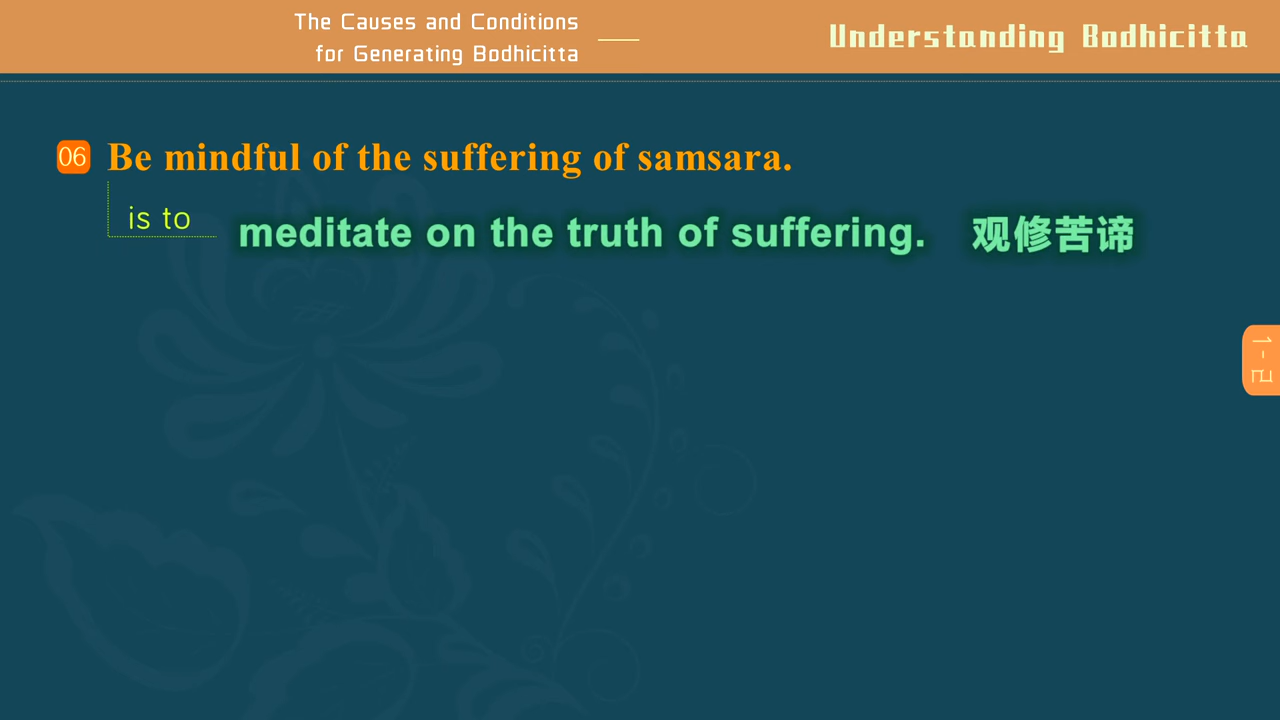 The Causes and Conditions
for Generating Bodhicitta
Understanding Bodhicitta
06 Be mindful of the suffering of samsara.
is to
meditate on the truth of suffering. 观修苦谛